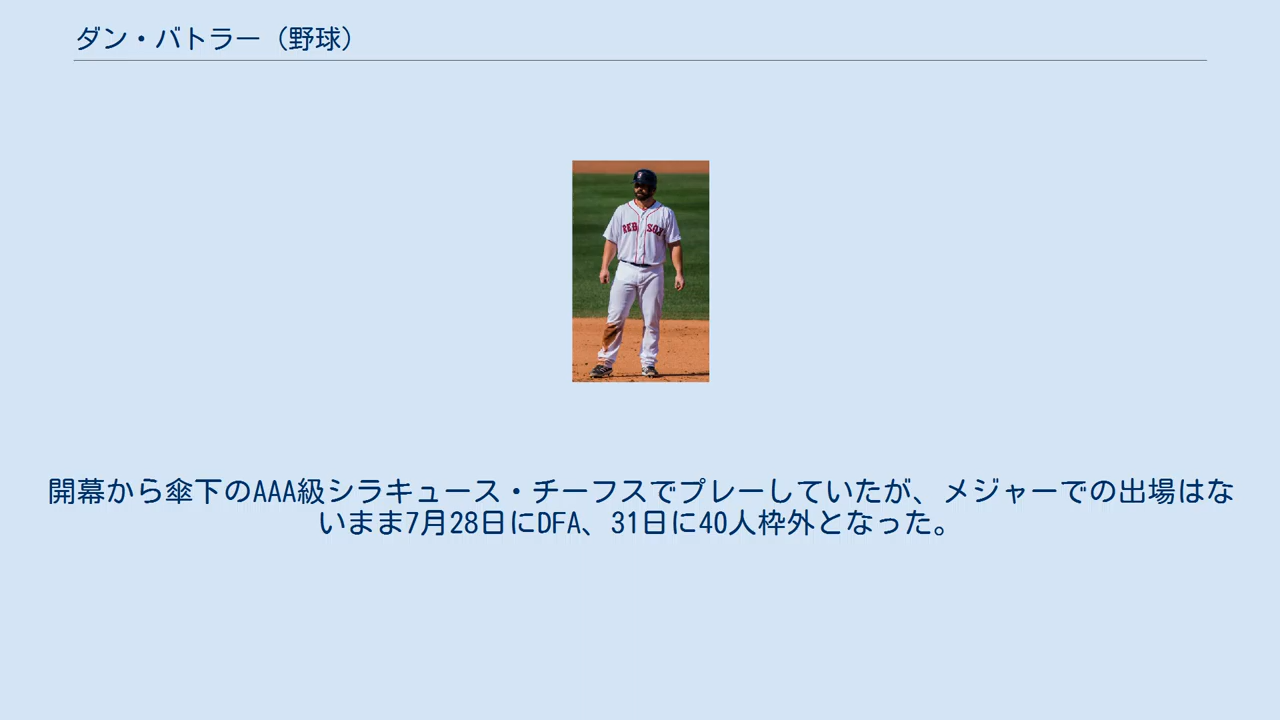 ダン・バトラー（野球）
RED SOX
開幕から傘下のAAA級シラキュース・チーフスでプレーしていたが、メジャーでの出場はな
いまま7月28日にDFA、31日に40人枠外となった。